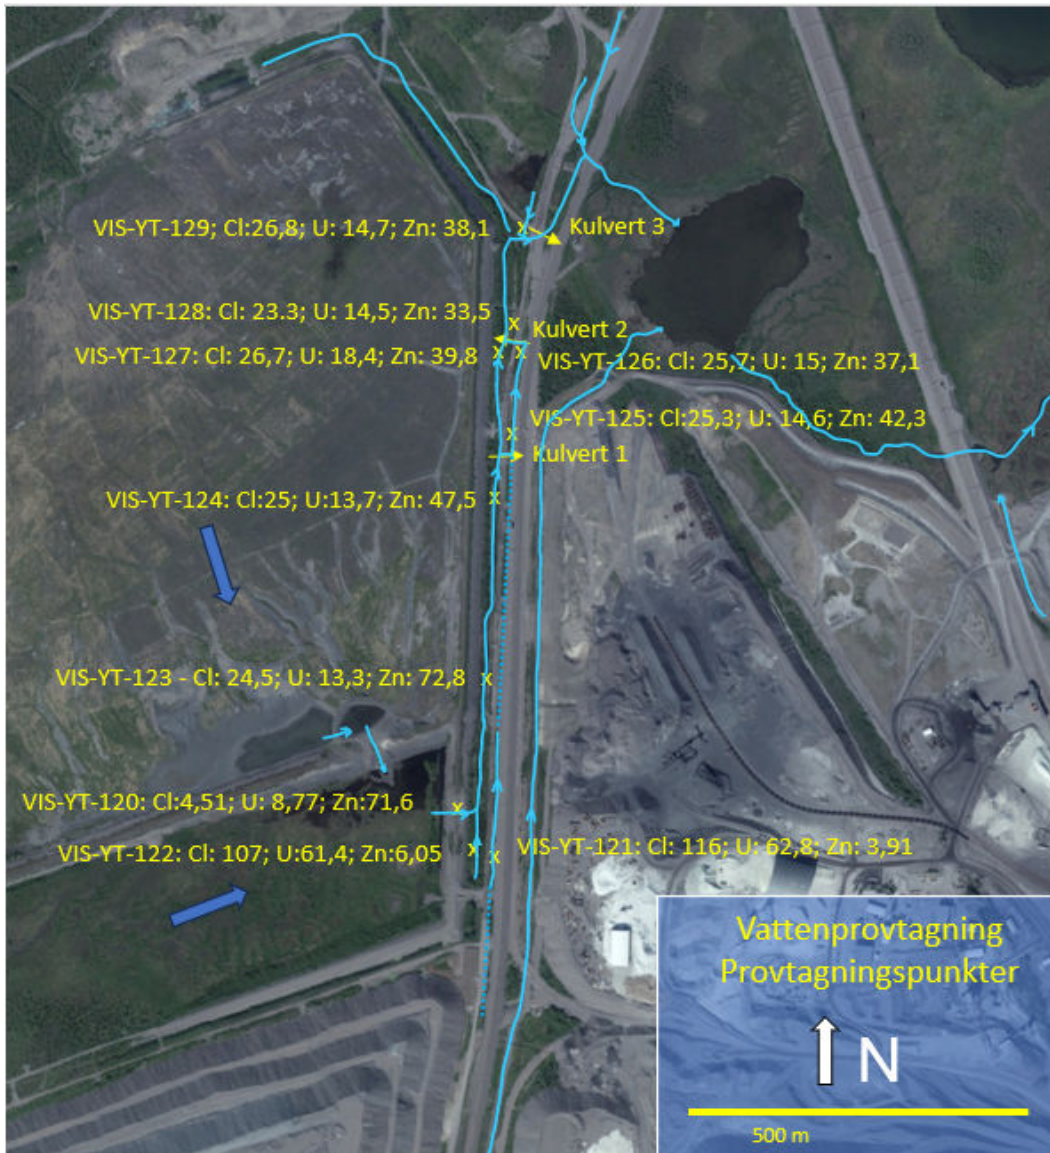 VIS-YT-129; Cl:26,8; U: 14,7; Zn: 38,1
Kulvert 3
VIS-YT-128: Cl: 23.3; U: 14,5; Zn: 33,5
Kulvert 2
VIS-YT-127: Cl: 26,7; U: 18,4; Zn: 39,8
VIS-YT-126: Cl: 25,7; U: 15; Zn: 37,1
VIS-YT-125: Cl:25,3; U: 14,6; Zn: 42,3
Kulvert 1
VIS-YT-124: Cl:25; U:13,7; Zn: 47,5
VIS-YT-123 - Cl: 24,5; U: 13,3; Zn: 72,8
VIS-YT-120: Cl:4,51; U: 8,77; Zn:71,6
VIS-YT-122: Cl: 107; U:61,4; Zn:6,05
VIS-YT-121: Cl: 116; U: 62,8; Zn: 3,91
Vattenprovtagning
Provtagningspunkter
N
500 m